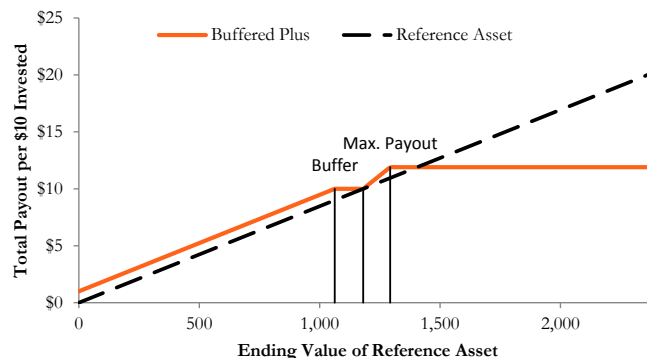 $25
Buffered Plus
Reference Asset
$20
$15
Max. Payout
Buffer
$10
$5
$0
0
500
1,000
1,500
2,000
Total Payout per $10 Invested
Ending Value of Reference Asset